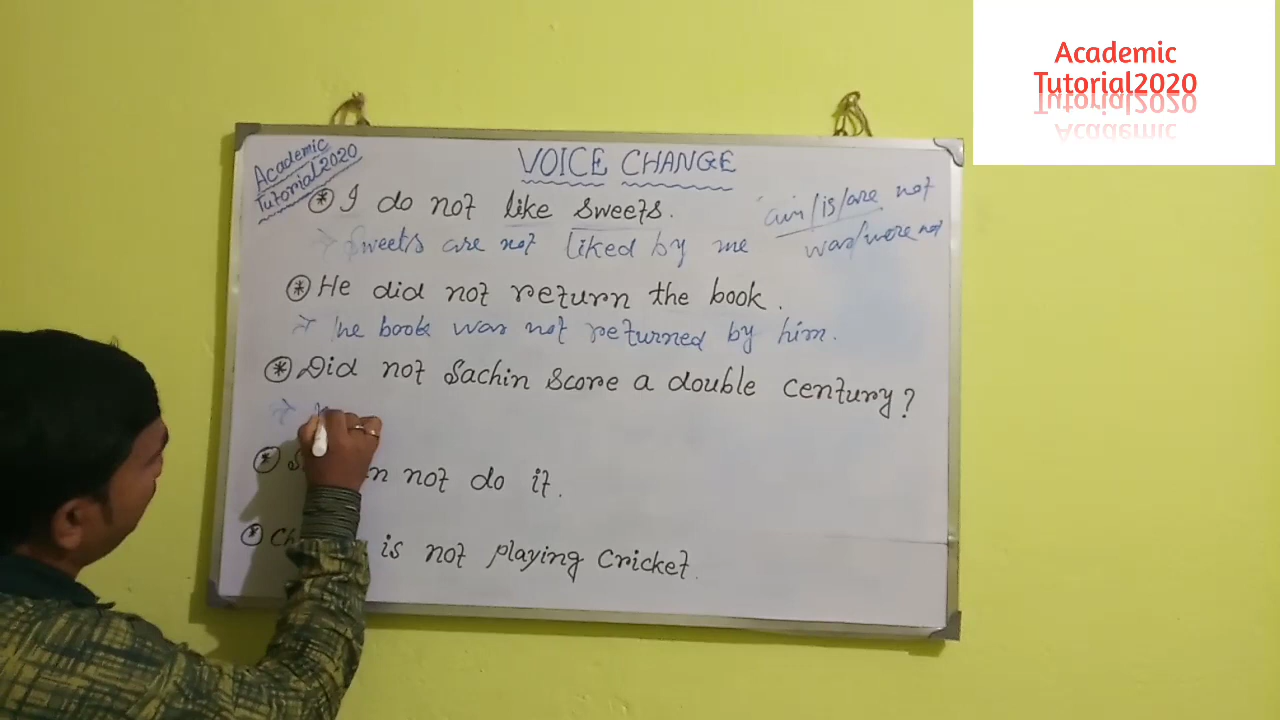 Academic
Tutorial2020
Academic
Tutorial2020
VOICE CHANGE
* I do not like sweets.
am/is/are not
was/were not
Sweets are not liked by me
* He did not return the book.
The book was not returned by him.
* Did not Sachin score a double century?
* not do it.
* is not playing cricket.